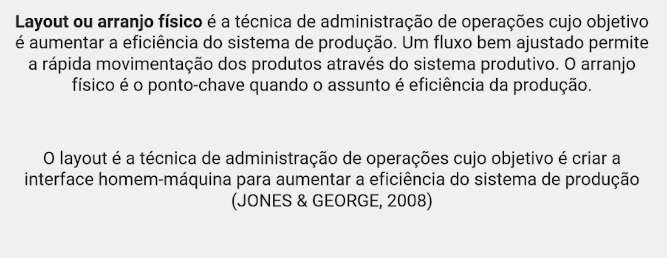 Layout ou arranjo físico é a técnica de administração de operações cujo objetivo
é aumentar a eficiência do sistema de produção. Um fluxo bem ajustado permite
a rápida movimentação dos produtos através do sistema produtivo. O arranjo
físico é o ponto-chave quando o assunto é eficiência da produção.
O layout é a técnica de administração de operações cujo objetivo é criar a
interface homem-máquina para aumentar a eficiência do sistema de produção
(JONES & GEORGE, 2008)